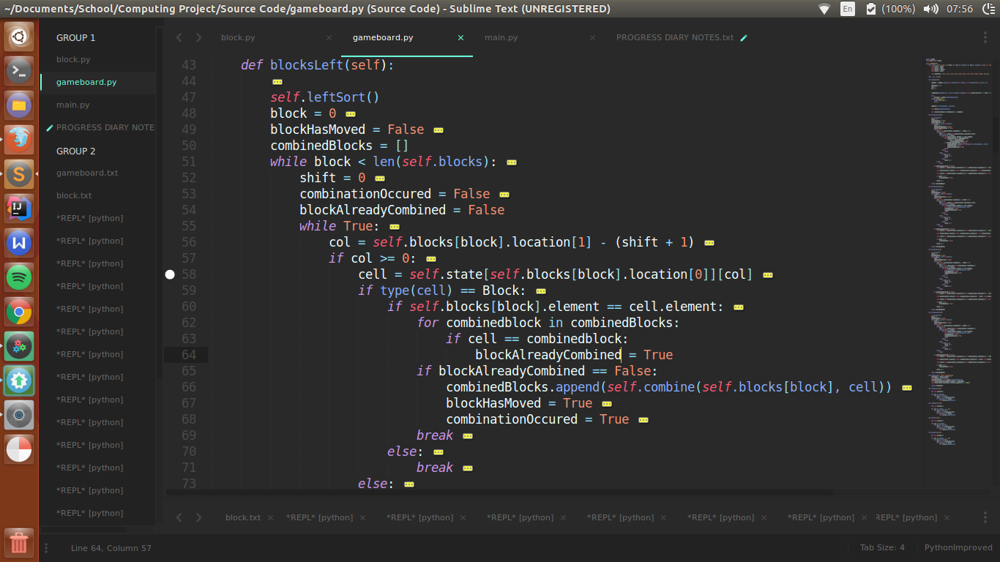 ~/Documents/School/Computing Project/Source Code/gameboard.py (Source Code) - Sublime Text (UNREGISTERED)
En
(100%)
07:56
GROUP 1
block.py
gameboard.py
main.py
PROGRESS DIARY NOTE
GROUP 2
gameboard.txt
block.txt
*REPL* [python]
*REPL* [python]
*REPL* [python]
*REPL* [python]
*REPL* [python]
*REPL* [python]
*REPL* [python]
*REPL* [python]
*REPL* [python]
*REPL* [python]
*REPL* [python]
*REPL* [python]
*REPL* [python]
*REPL* [python]
block.py × gameboard.py × main.py × PROGRESS DIARY NOTES.txt
43 def blocksLeft(self):
44
47 self.leftSort()
48 block = 0
49 blockHasMoved = False
50 combinedBlocks = []
51 while block < len(self.blocks):
52 shift = 0
53 combinationOccured = False
54 blockAlreadyCombined = False
55 while True:
56 col = self.blocks[block].location[1] - (shift + 1)
57 if col >= 0:
58 cell = self.state[self.blocks[block].location[0]][col]
59 if type(cell) == Block:
60 if self.blocks[block].element == cell.element:
62 for combinedblock in combinedBlocks:
63 if cell == combinedblock:
64 blockAlreadyCombined = True
65 if blockAlreadyCombined == False:
66 combinedBlocks.append(self.combine(self.blocks[block], cell))
67 blockHasMoved = True
68 combinationOccured = True
69 break
70 else:
71 break
73 else:
block.txt × *REPL* [python] × *REPL* [python] × *REPL* [python] × *REPL* [python] × *REPL* [python] × *REPL* [python] × REPL* [python] ×
Line 64, Column 57
Tab Size: 4
PythonImproved